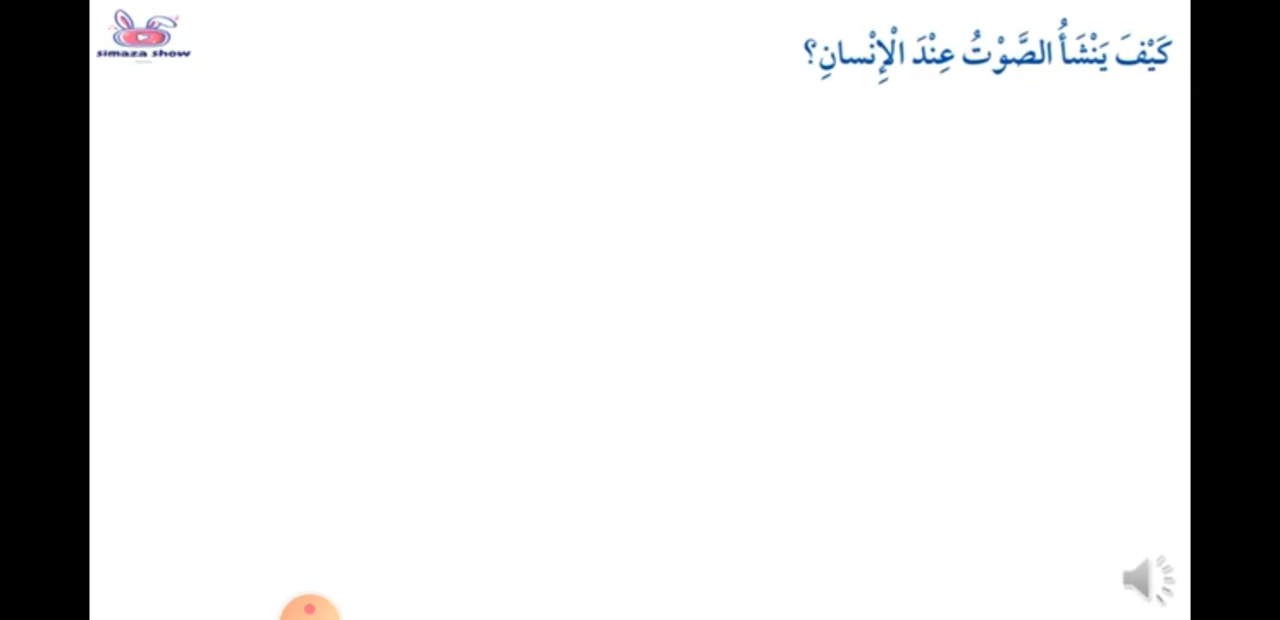 كَيْفَ يَنْشَأُ الصَّوْتُ عِنْدَ الْإِنْسانِ؟
simaza show